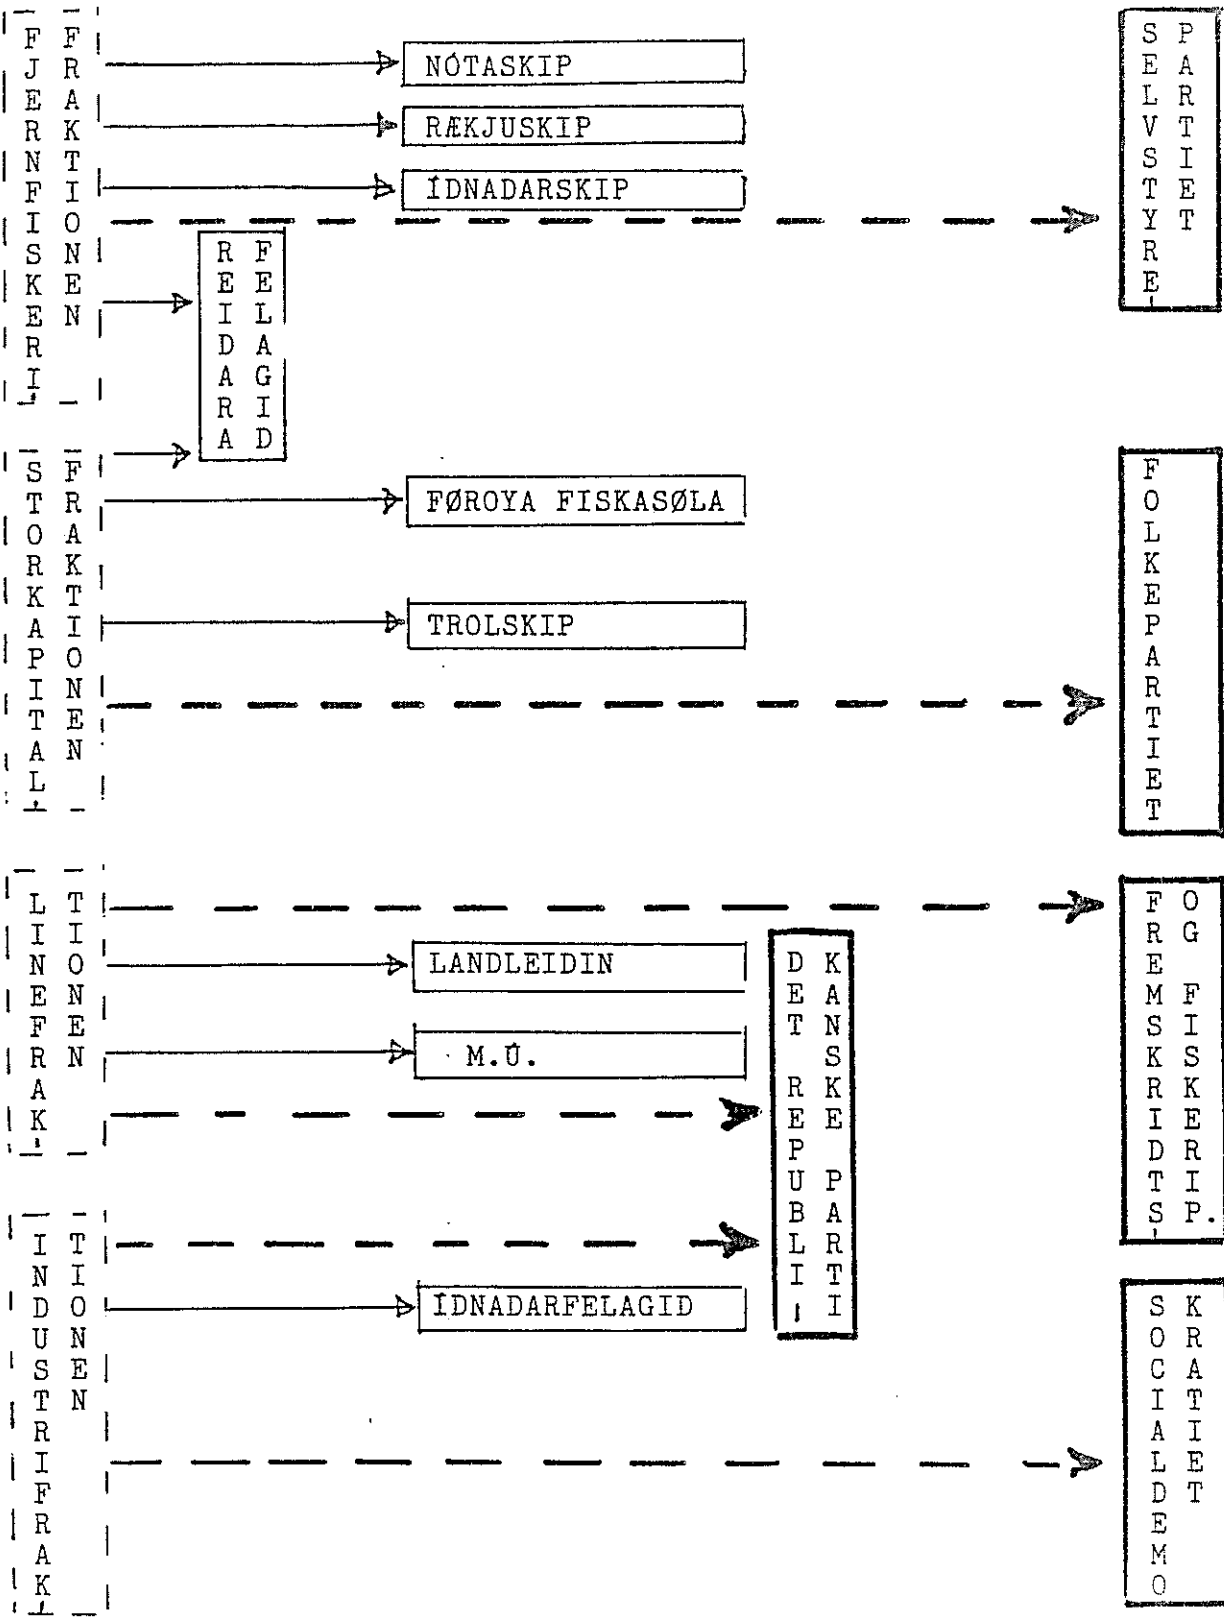 FJERNFISKERI-
FRAKTIONEN
NÓTASKIP
RÆKJUSKIP
ÍDNADARSKIP
SELVSTYRE-
PARTIET
REIDARA
FELAGID
STORKAPITAL-
FRAKTIONEN
FØROYA FISKASØLA
TROLSKIP
FOLKEPARTIET
LINEFRAK-
TIONEN
LANDLEIDIN
M.Ú.
DET REPUBLI-
KANSKE PARTI
FREMSKRIDTS-
OG FISKERIP.
INDUSTRIFRAK-
TIONEN
ÍDNADARFELAGID
SOCIALDEMO
KRATIET